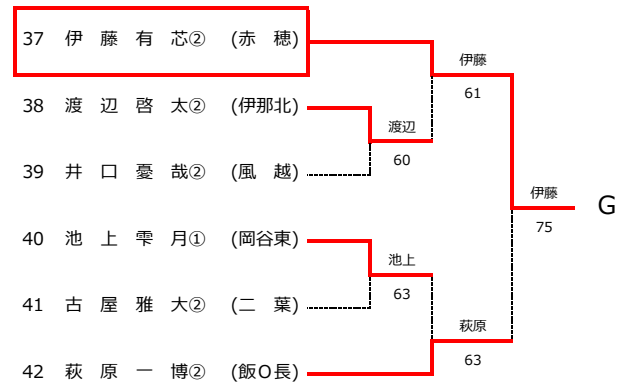 37 伊 藤 有 芯② (赤 穂)
伊藤
61
38 渡 辺 啓 太② (伊那北)
渡辺
60
39 井 口 憂 哉② (風 越)
伊藤
75
G
40 池 上 雫 月① (岡谷東)
池上
63
41 古 屋 雅 大② (二 葉)
萩原
63
42 萩 原 一 博② (飯O長)